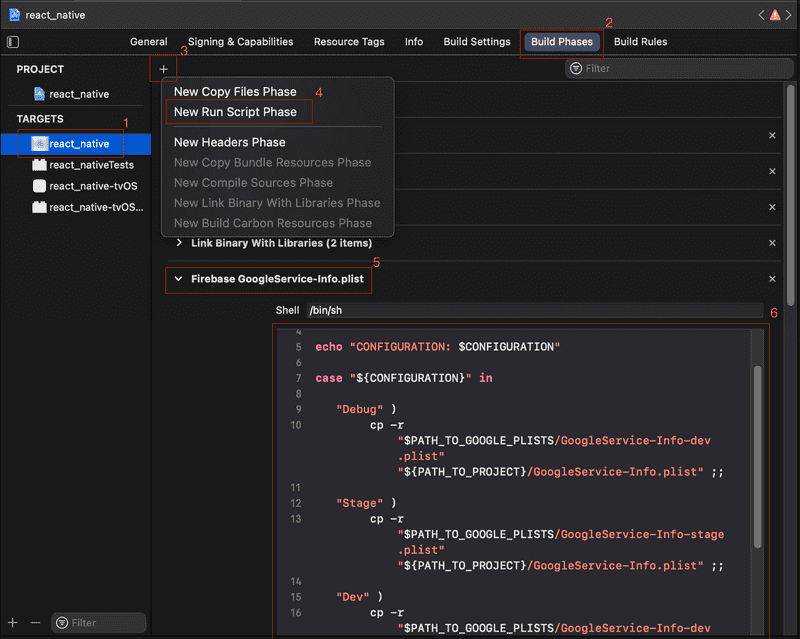 react_native
General Signing & Capabilities Resource Tags Info Build Settings Build Phases Build Rules
2
3
PROJECT
+
Filter
react_native
New Copy Files Phase
4
New Run Script Phase
TARGETS
1
react_native
New Headers Phase
react_nativeTests
New Copy Bundle Resources Phase
react_native-tvOS
New Compile Sources Phase
react_native-tvOS...
New Link Binary With Libraries Phase
New Build Carbon Resources Phase
Link Binary With Libraries (2 items)
5
Firebase GoogleService-Info.plist
Shell /bin/sh
6
4
5 echo "CONFIGURATION: $CONFIGURATION"
6
7 case "${CONFIGURATION}" in
8
9 "Debug" )
10 cp -r
"$PATH_TO_GOOGLE_PLISTS/GoogleService-Info-dev
.plist"
"${PATH_TO_PROJECT}/GoogleService-Info.plist" ;;
11
12 "Stage" )
13 cp -r
"$PATH_TO_GOOGLE_PLISTS/GoogleService-Info-stage
.plist"
"${PATH_TO_PROJECT}/GoogleService-Info.plist" ;;
14
15 "Dev" )
16 cp -r
"$PATH_TO_GOOGLE_PLISTS/GoogleService-Info-dev
+ − Filter